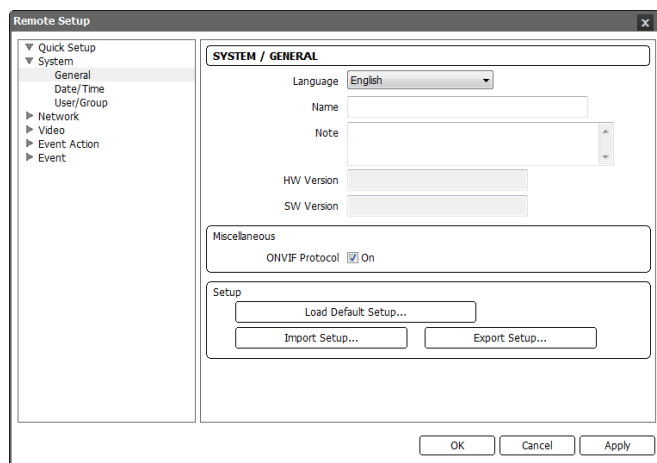 Remote Setup
x
Quick Setup
System
General
Date/Time
User/Group
Network
Video
Event Action
Event
SYSTEM / GENERAL
Language English
Name
Note
HW Version
SW Version
Miscellaneous
ONVIF Protocol On
Setup
Load Default Setup...
Import Setup... Export Setup...
OK Cancel Apply